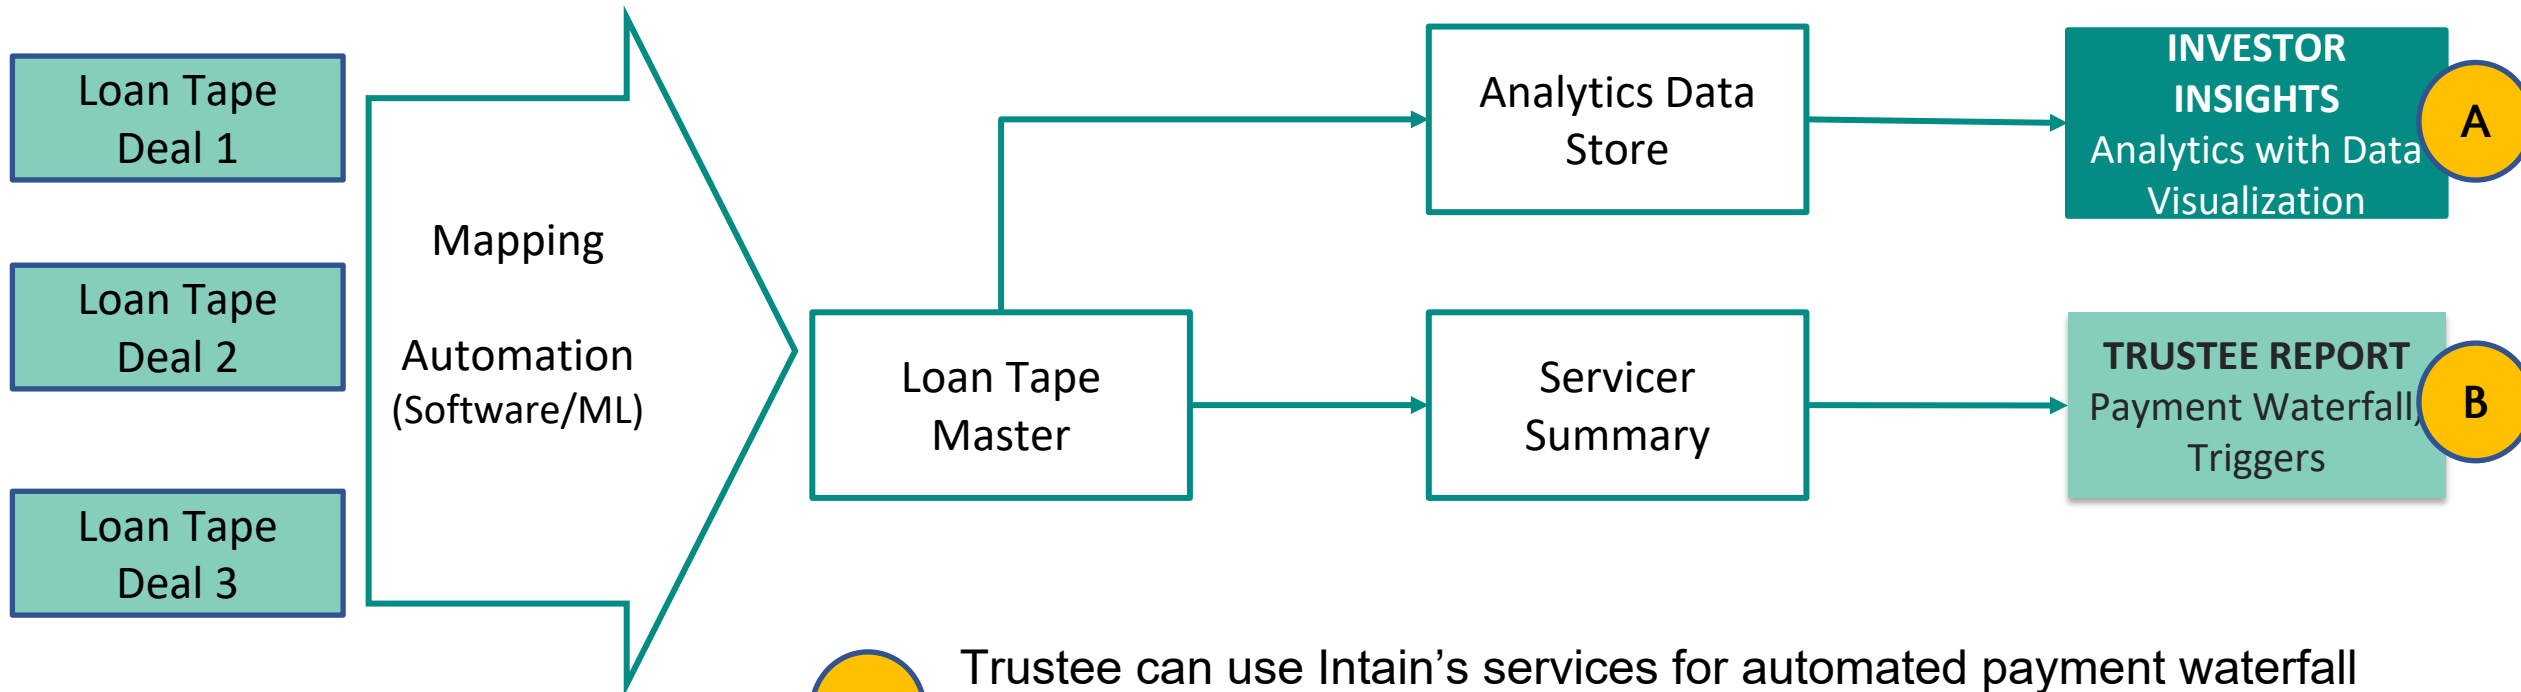 Loan Tape
Deal 1
Loan Tape
Deal 2
Loan Tape
Deal 3
Mapping
Automation
(Software/ML)
Loan Tape
Master
Analytics Data
Store
Servicer
Summary
INVESTOR
INSIGHTS
Analytics with Data
Visualization
A
TRUSTEE REPORT
Payment Waterfall,
Triggers
B
Trustee can use Intain’s services for automated payment waterfall